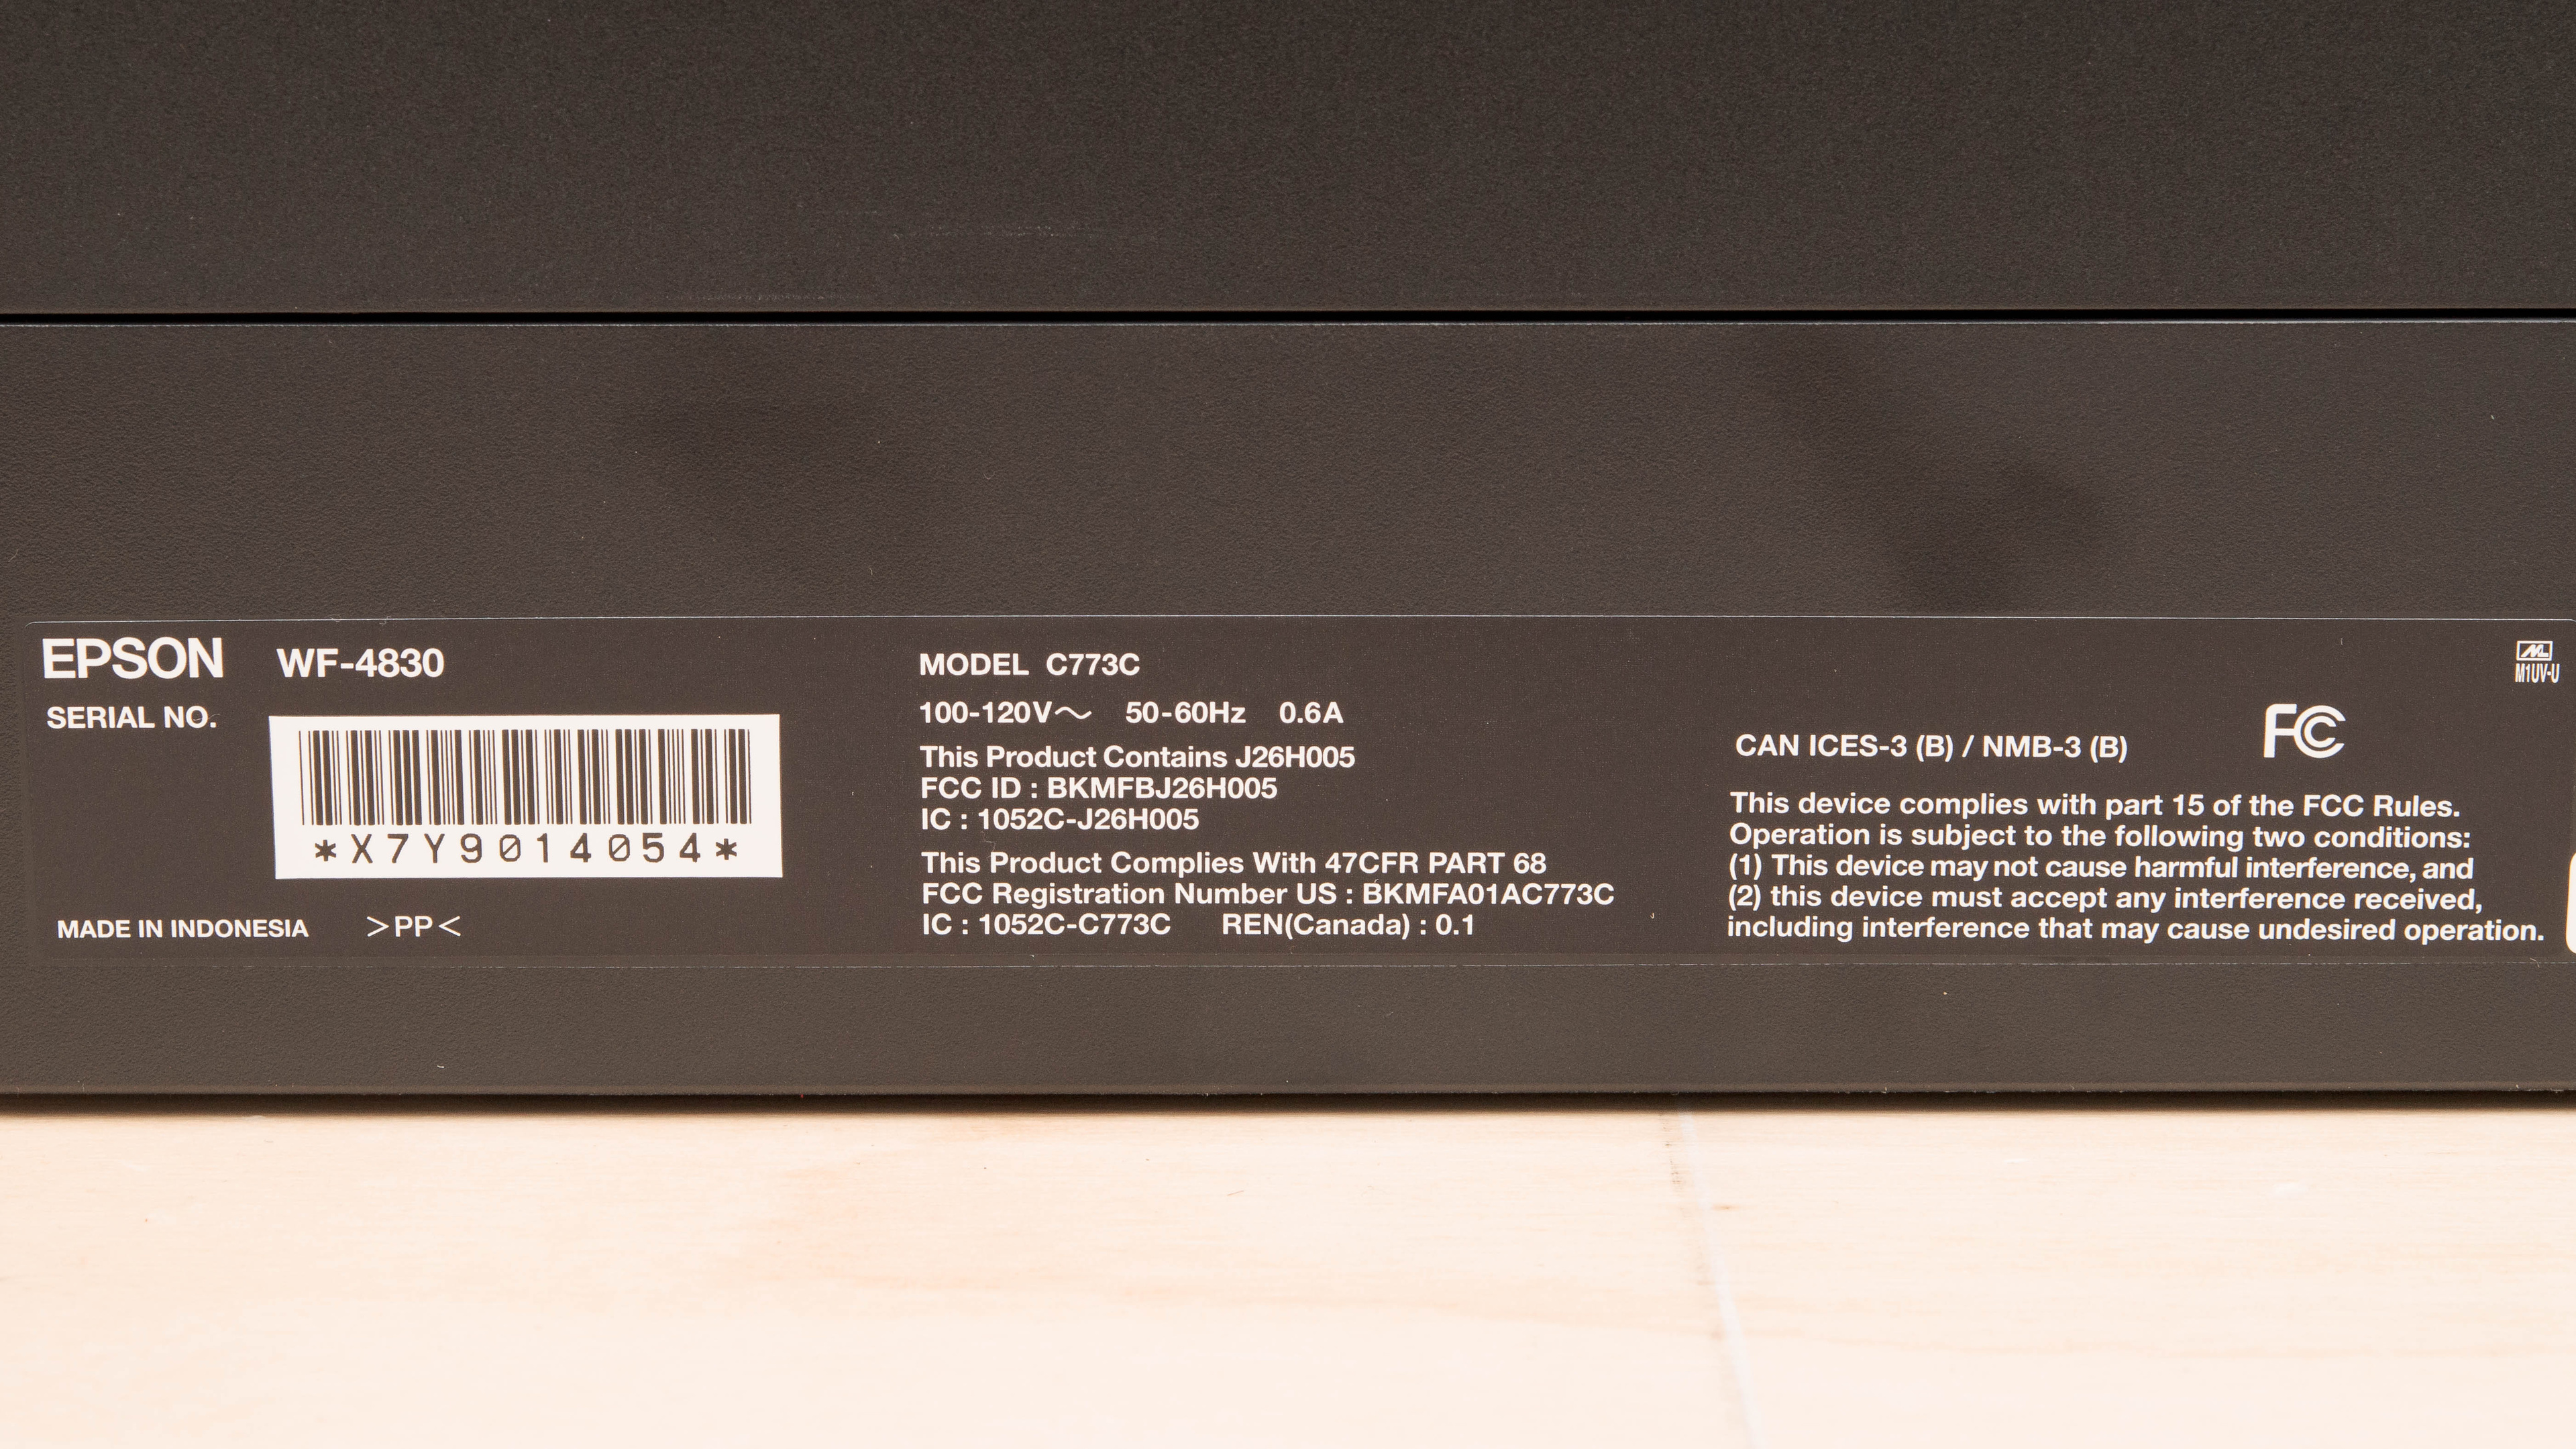 EPSON WF-4830
SERIAL NO.
*X7Y9014054*
MADE IN INDONESIA >PP<
MODEL C773C
100-120V～ 50-60Hz 0.6A
This Product Contains J26H005
FCC ID : BKMFBJ26H005
IC : 1052C-J26H005
This Product Complies With 47CFR PART 68
FCC Registration Number US : BKMFA01AC773C
IC : 1052C-C773C REN(Canada) : 0.1
CAN ICES-3 (B) / NMB-3 (B)
FC
This device complies with part 15 of the FCC Rules.
Operation is subject to the following two conditions:
(1) This device may not cause harmful interference, and
(2) this device must accept any interference received,
including interference that may cause undesired operation.
ML
M1UV-U